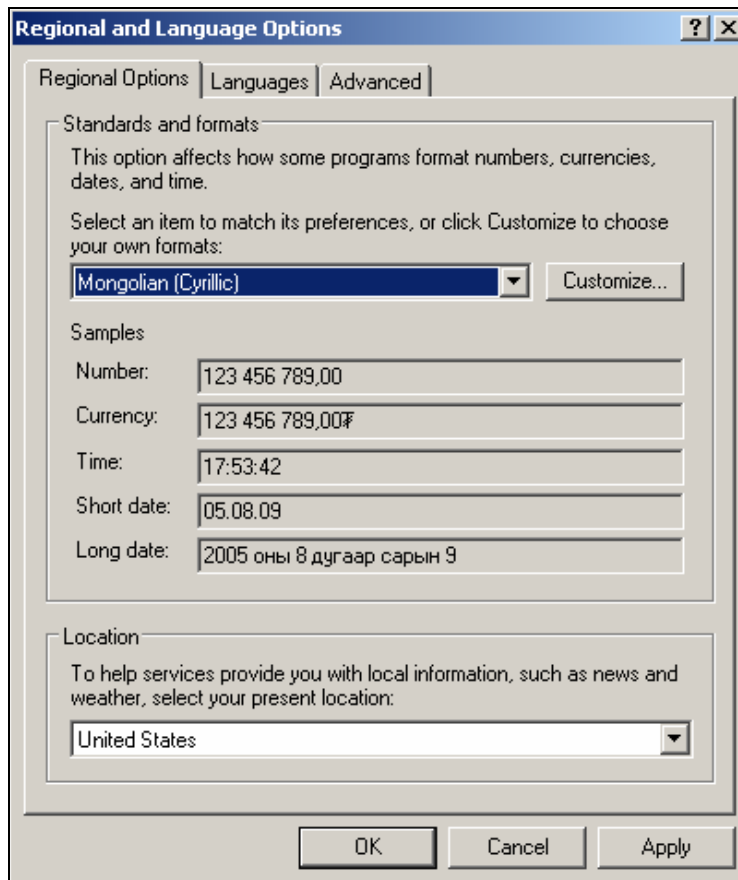 Regional and Language Options
Regional Options Languages Advanced
Standards and formats
This option affects how some programs format numbers, currencies,
dates, and time.
Select an item to match its preferences, or click Customize to choose
your own formats:
Mongolian (Cyrillic) Customize...
Samples
Number: 123 456 789,00
Currency: 123 456 789,00₮
Time: 17:53:42
Short date: 05.08.09
Long date: 2005 оны 8 дугаар сарын 9
Location
To help services provide you with local information, such as news and
weather, select your present location:
United States
OK Cancel Apply